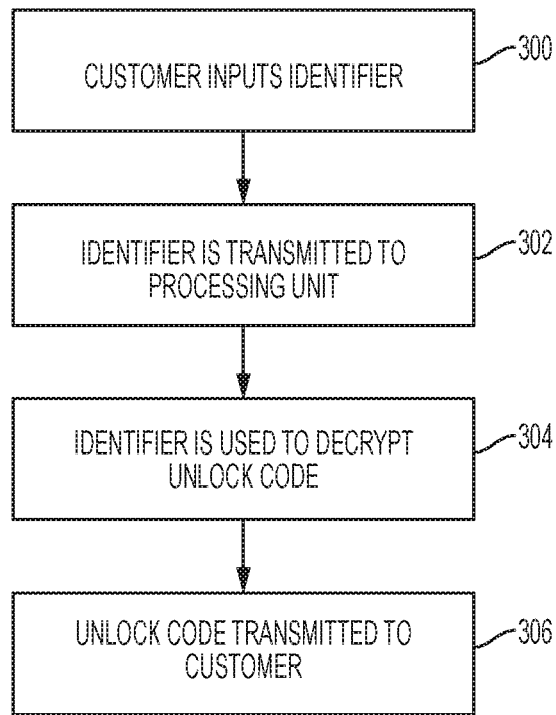 CUSTOMER INPUTS IDENTIFIER
300
IDENTIFIER IS TRANSMITTED TO
PROCESSING UNIT
302
IDENTIFIER IS USED TO DECRYPT
UNLOCK CODE
304
UNLOCK CODE TRANSMITTED TO
CUSTOMER
306